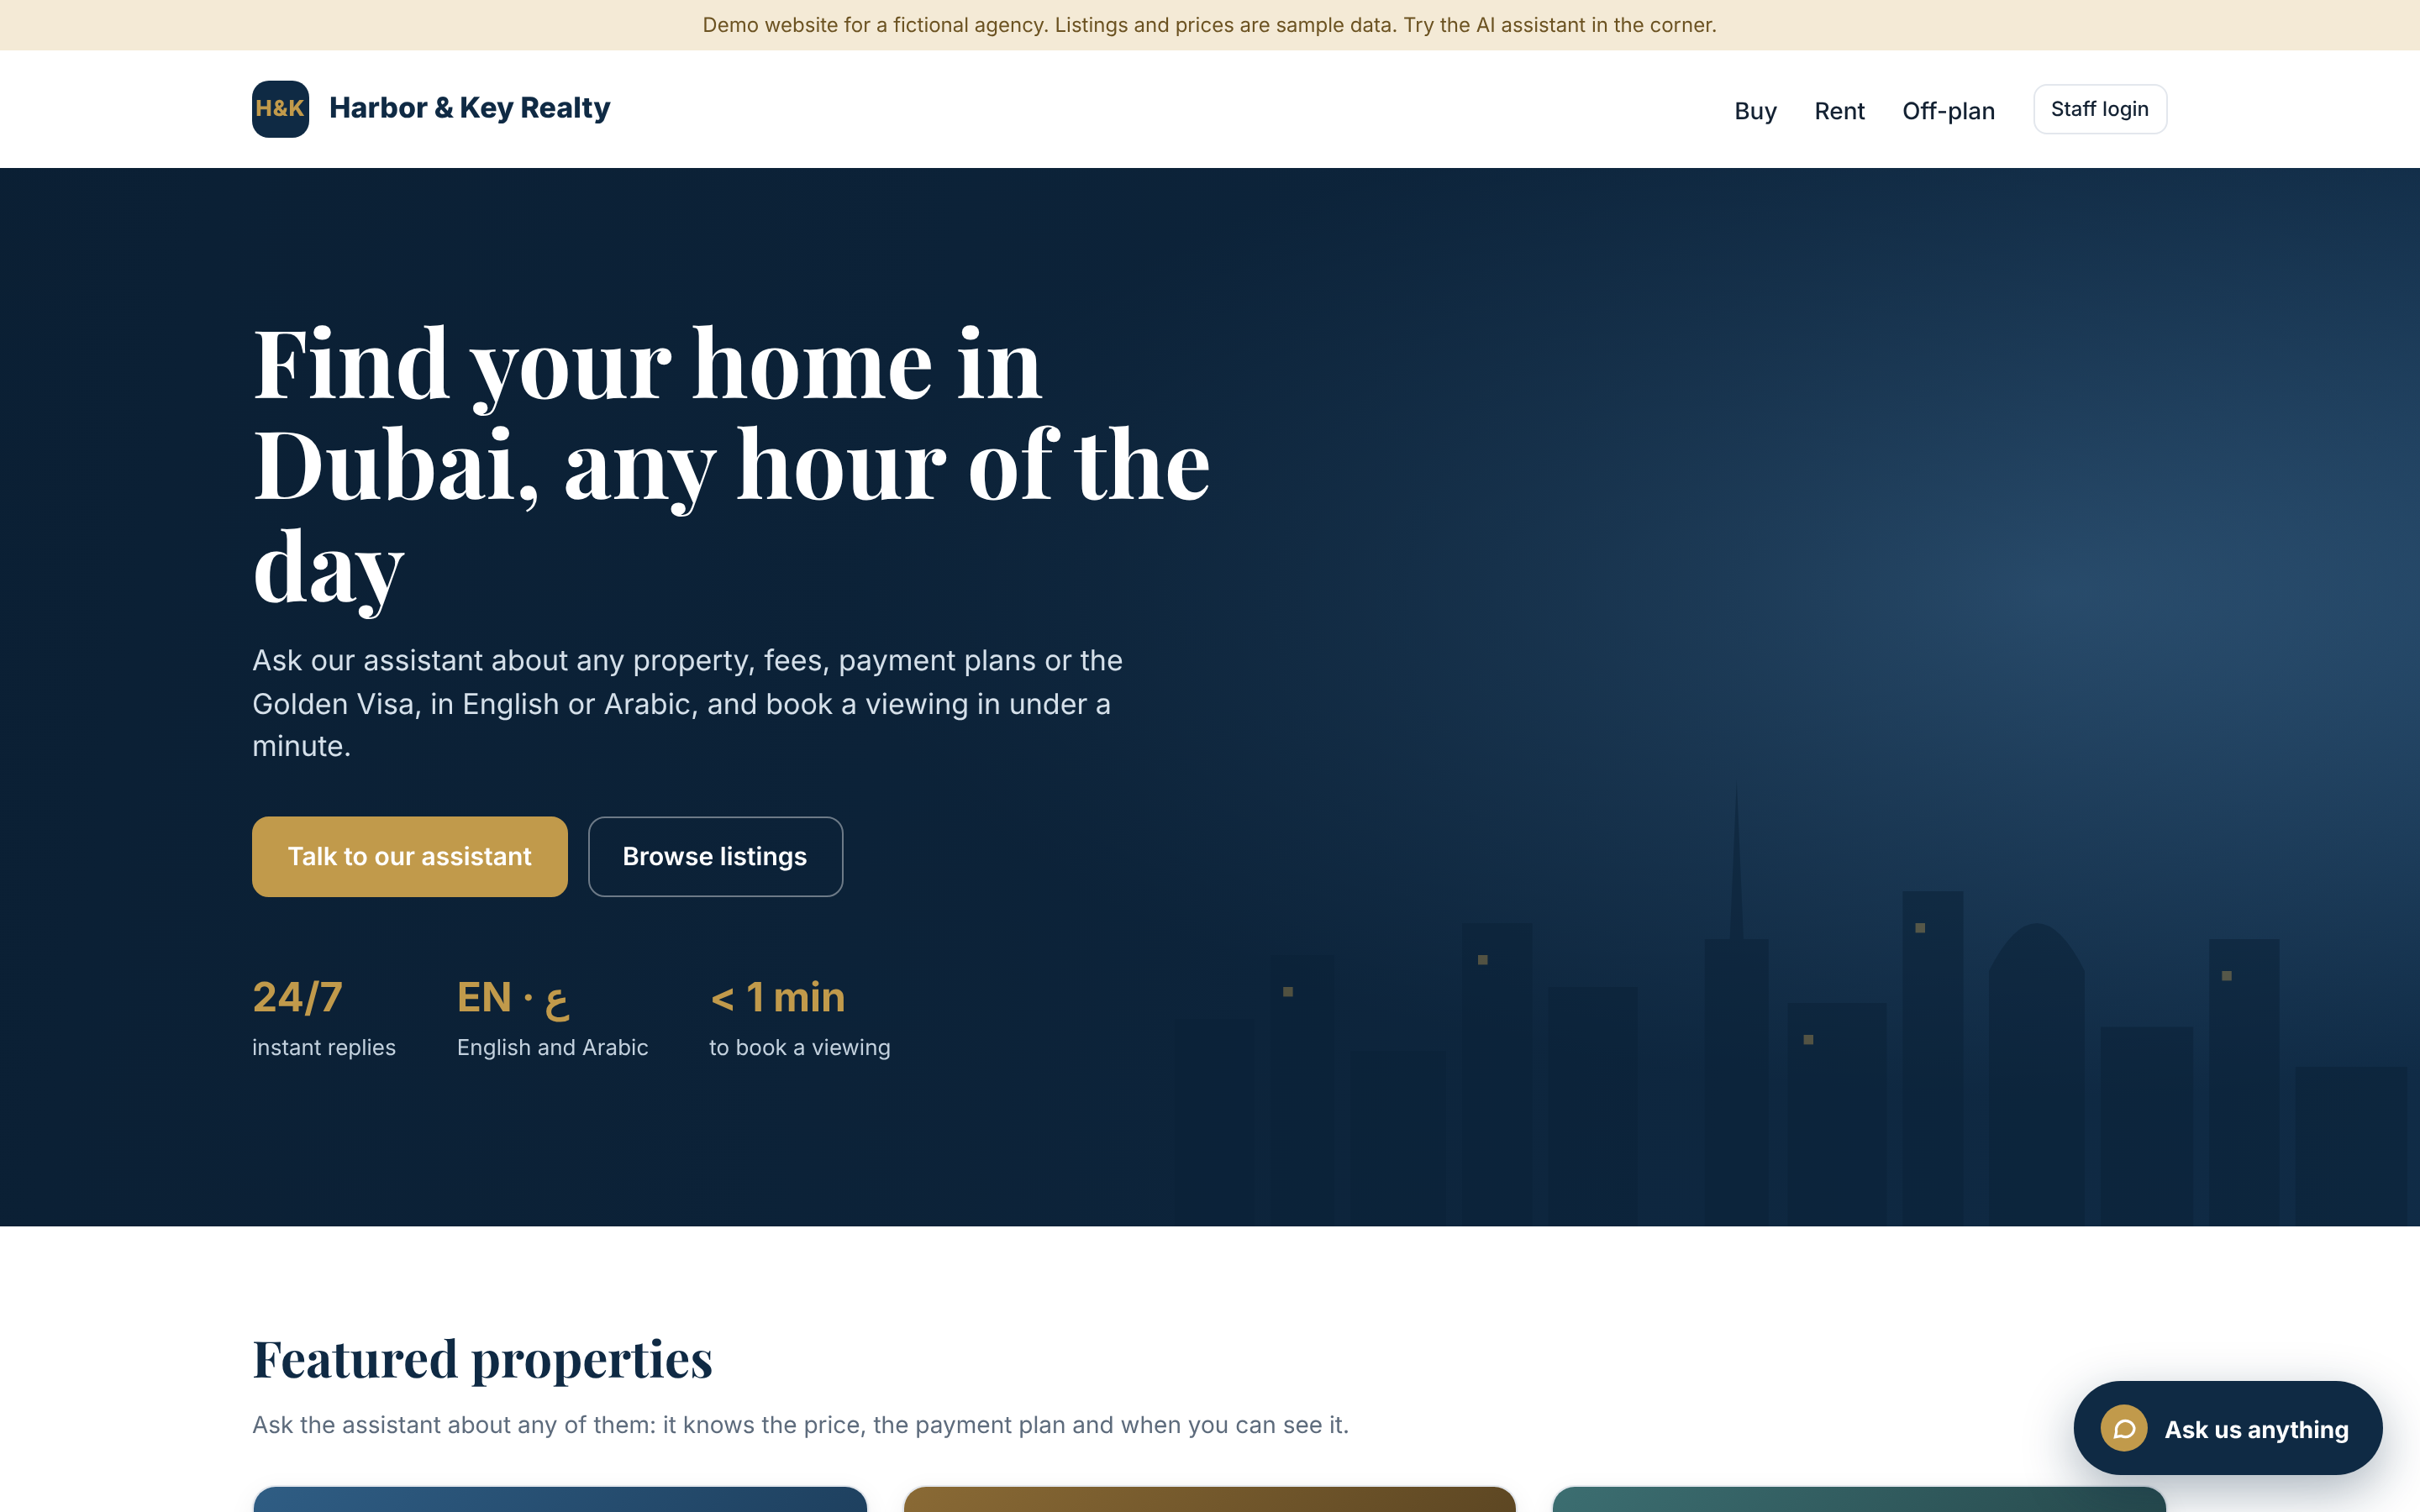 Demo website for a fictional agency. Listings and prices are sample data. Try the AI assistant in the corner.
H&K
Harbor & Key Realty
Buy
Rent
Off-plan
Staff login
Find your home in
Dubai, any hour of the
day
Ask our assistant about any property, fees, payment plans or the
Golden Visa, in English or Arabic, and book a viewing in under a
minute.
Talk to our assistant
Browse listings
24/7
instant replies
EN · ع
English and Arabic
< 1 min
to book a viewing
Featured properties
Ask the assistant about any of them: it knows the price, the payment plan and when you can see it.
Ask us anything